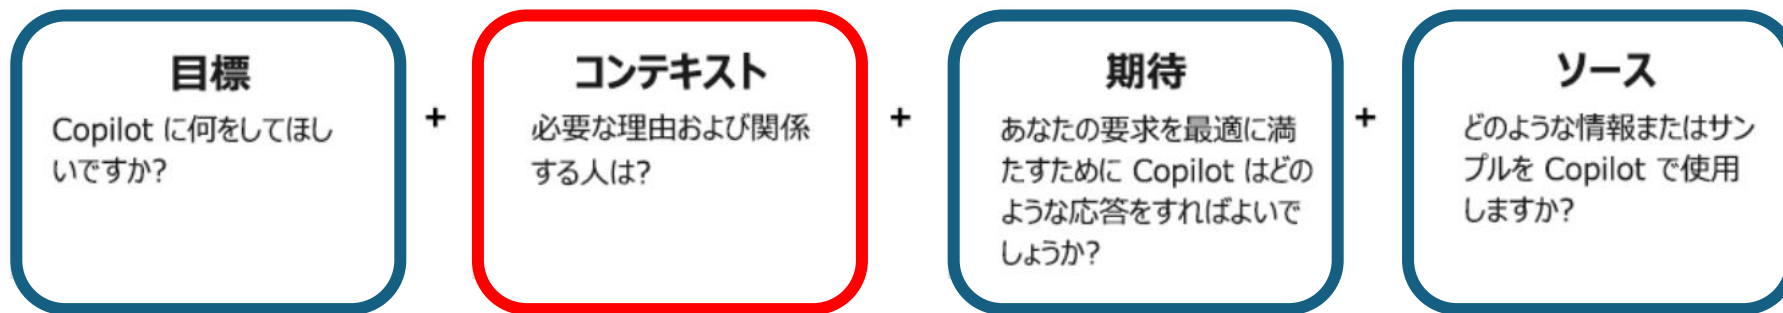 目標
Copilot に何をしてほし
いですか?
+
コンテキスト
必要な理由および関係
する人は?
+
期待
あなたの要求を最適に満
たすために Copilot はどの
ような応答をすればよいで
しょうか?
+
ソース
どのような情報またはサン
プルを Copilot で使用
しますか?